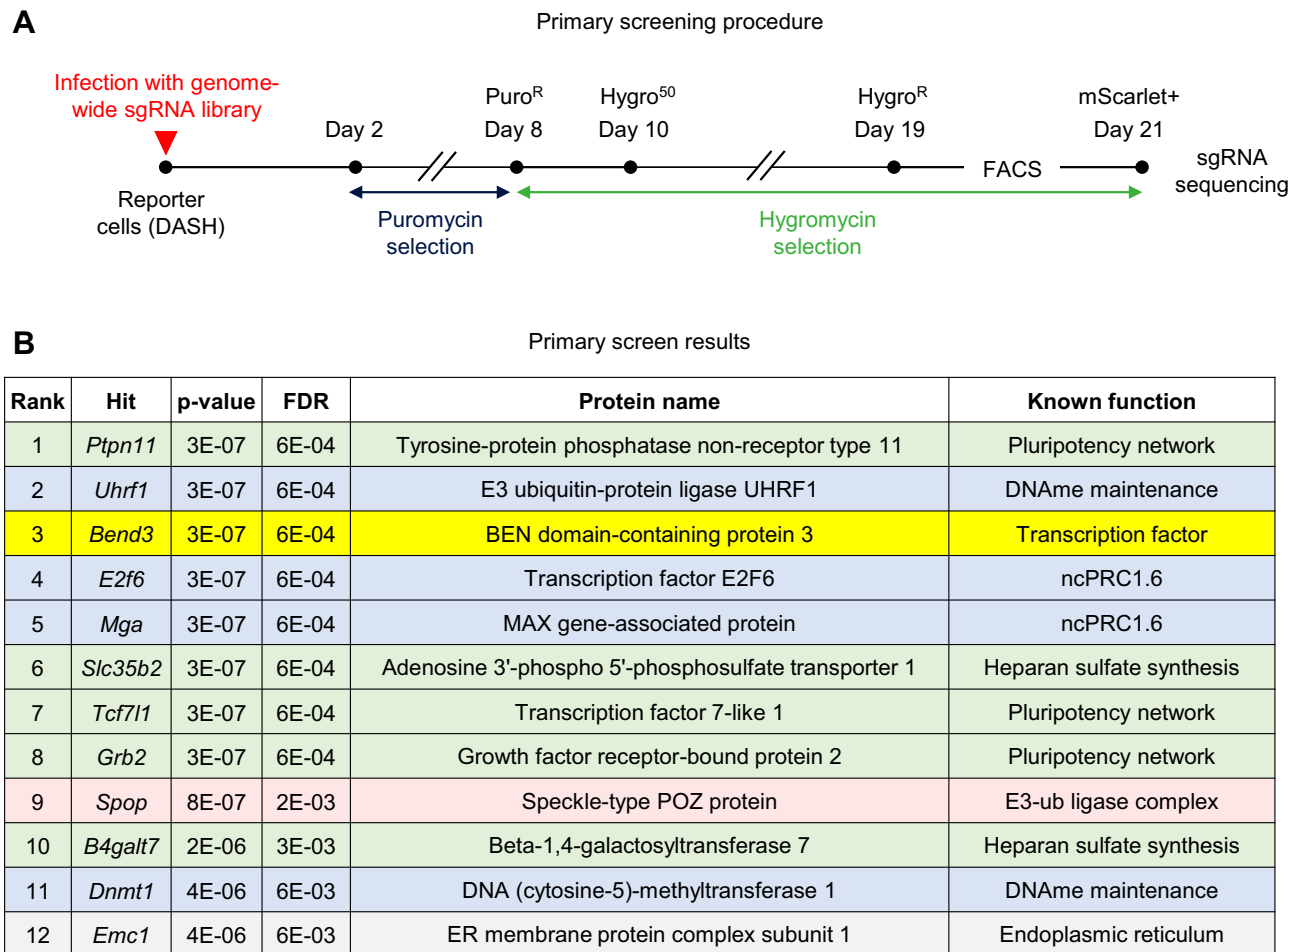 A
Primary screening procedure
Infection with genome-
wide sgRNA library
Puro^R
Hygro^50
Hygro^R
mScarlet+
Day 2
Day 8
Day 10
Day 19
Day 21
FACS
sgRNA
sequencing
Reporter
cells (DASH)
Puromycin
selection
Hygromycin
selection
B
Primary screen results
Rank Hit p-value FDR Protein name Known function
1 Ptpn11 3E-07 6E-04 Tyrosine-protein phosphatase non-receptor type 11 Pluripotency network
2 Uhrf1 3E-07 6E-04 E3 ubiquitin-protein ligase UHRF1 DNAme maintenance
3 Bend3 3E-07 6E-04 BEN domain-containing protein 3 Transcription factor
4 E2f6 3E-07 6E-04 Transcription factor E2F6 ncPRC1.6
5 Mga 3E-07 6E-04 MAX gene-associated protein ncPRC1.6
6 Slc35b2 3E-07 6E-04 Adenosine 3'-phospho 5'-phosphosulfate transporter 1 Heparan sulfate synthesis
7 Tcf7l1 3E-07 6E-04 Transcription factor 7-like 1 Pluripotency network
8 Grb2 3E-07 6E-04 Growth factor receptor-bound protein 2 Pluripotency network
9 Spop 8E-07 2E-03 Speckle-type POZ protein E3-ub ligase complex
10 B4galt7 2E-06 3E-03 Beta-1,4-galactosyltransferase 7 Heparan sulfate synthesis
11 Dnmt1 4E-06 6E-03 DNA (cytosine-5)-methyltransferase 1 DNAme maintenance
12 Emc1 4E-06 6E-03 ER membrane protein complex subunit 1 Endoplasmic reticulum